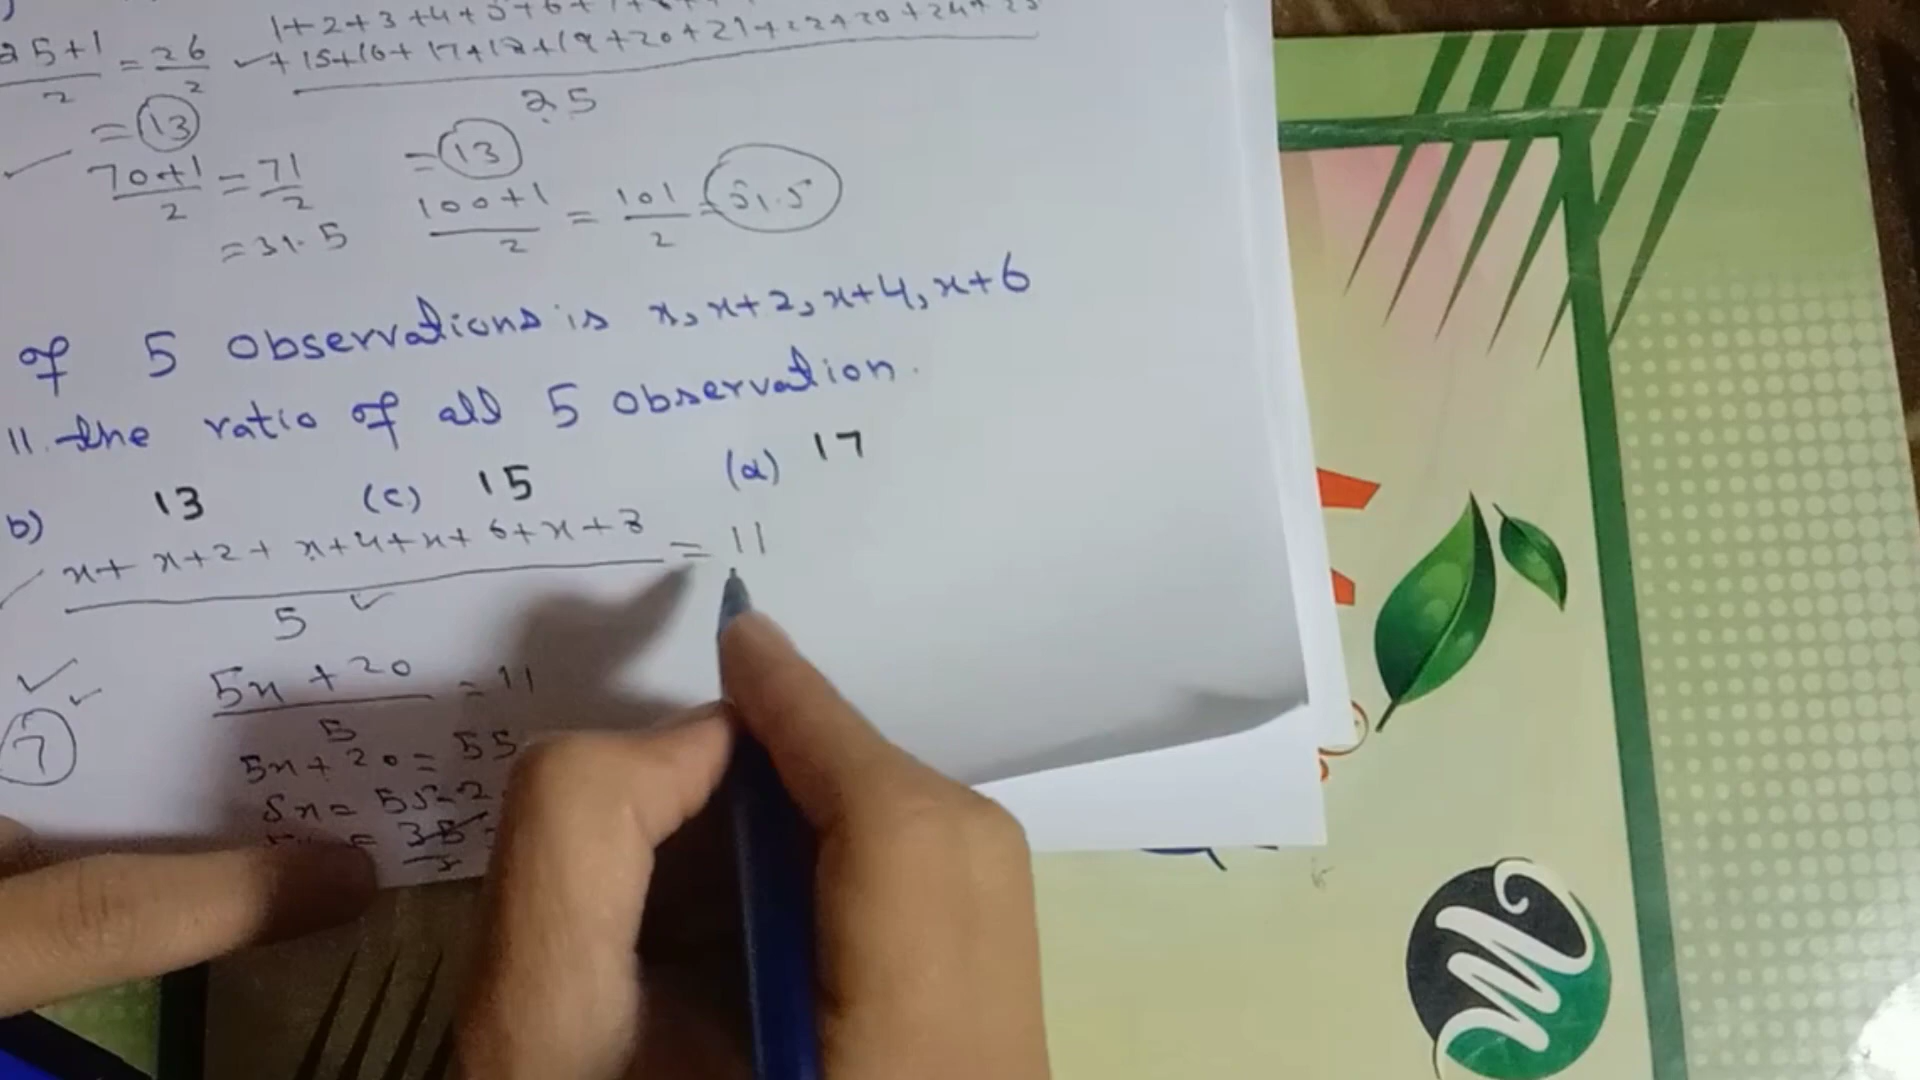 1+2+3+4+5+6+
25+1/2 = 26/2 + 15+16+17+18+19+20+21+22+20+24+25
25
= 13
= 13
70+1/2 = 71/2
100+1/2 = 101/2 = 51.5
= 31.5
of 5 observations is x, x+2, x+4, x+6
11. the ratio of all 5 observation.
b) 13 (c) 15 (d) 17
x+ x+2+ x+4+x+ 6+x+8 = 11
5
5x+20/5 = 11
7
5x+20 = 55
5x = 55-2
= 35